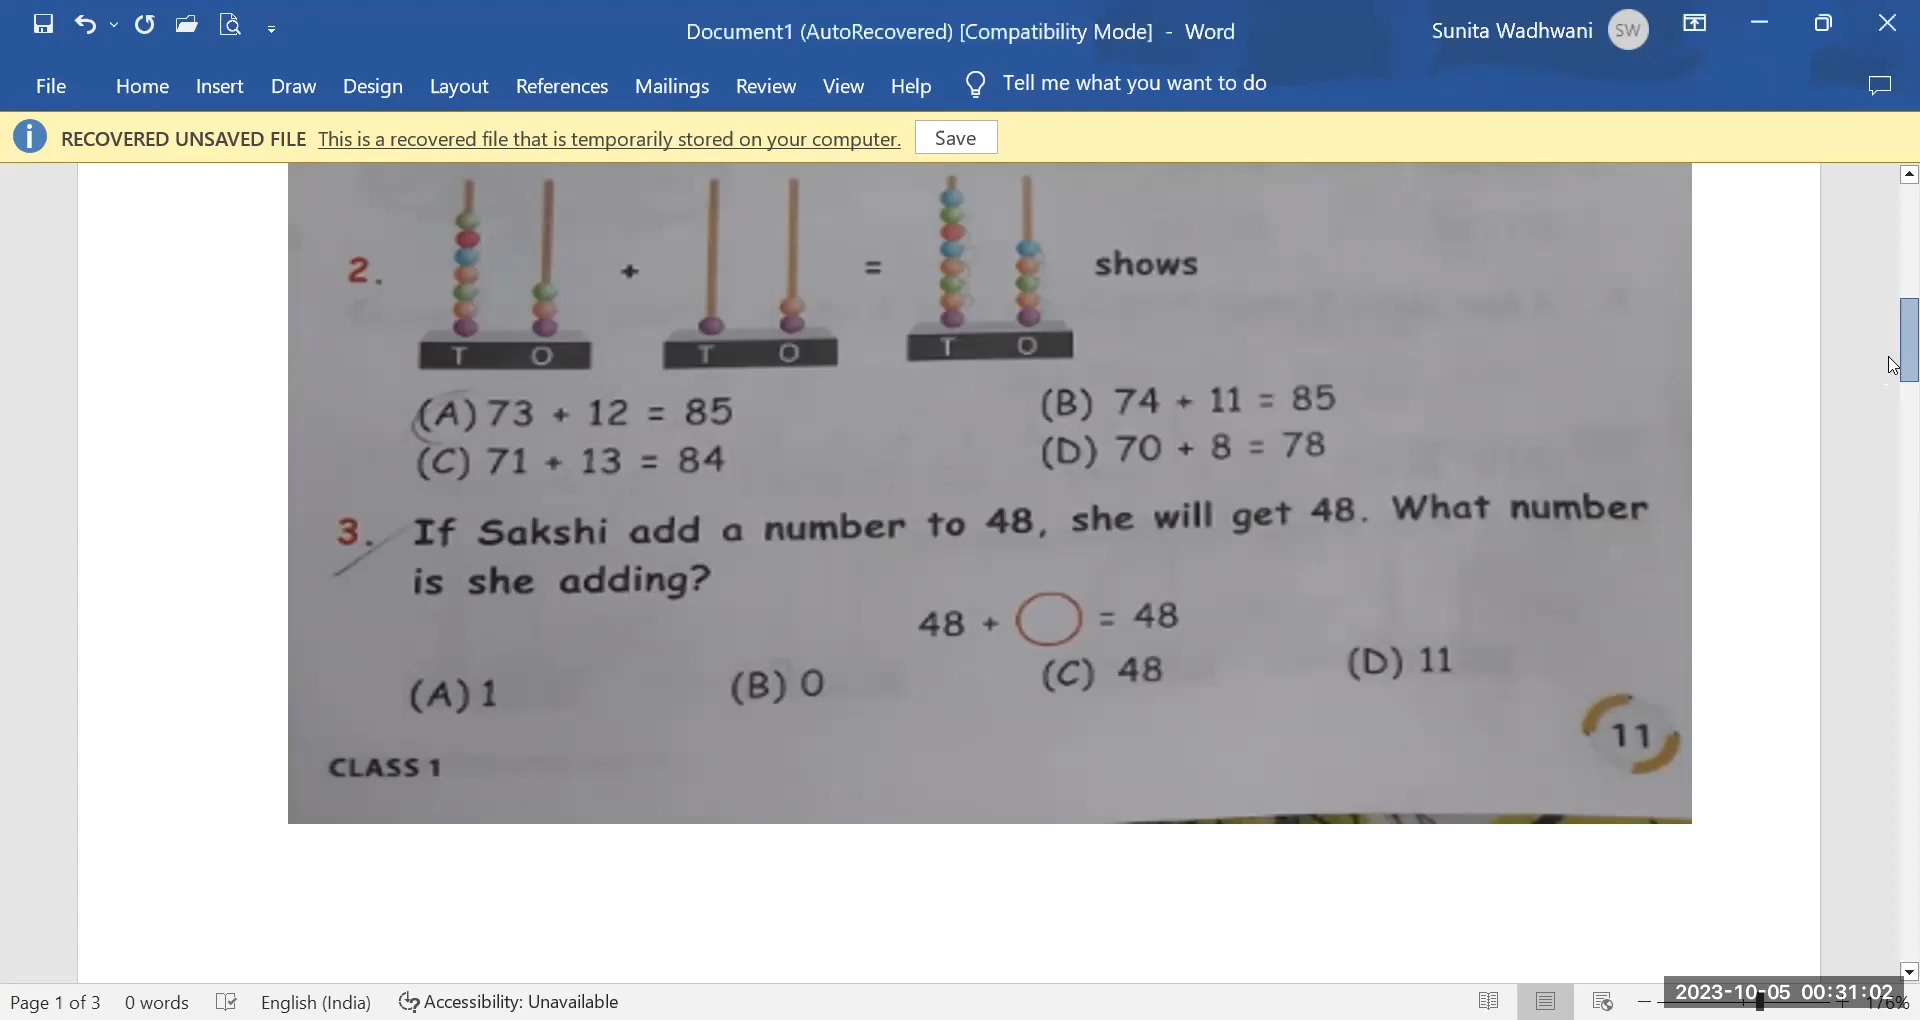 Document1 (AutoRecovered) [Compatibility Mode] - Word
Sunita Wadhwani
SW
File Home Insert Draw Design Layout References Mailings Review View Help Tell me what you want to do
RECOVERED UNSAVED FILE This is a recovered file that is temporarily stored on your computer. Save
2. + = shows
T O T O T O
(A) 73 + 12 = 85 (B) 74 + 11 = 85
(C) 71 + 13 = 84 (D) 70 + 8 = 78
3. If Sakshi add a number to 48, she will get 48. What number
is she adding?
48 + = 48
(A) 1 (B) 0 (C) 48 (D) 11
11
CLASS 1
Page 1 of 3 0 words English (India) Accessibility: Unavailable
2023-10-05 00:31:02
176%